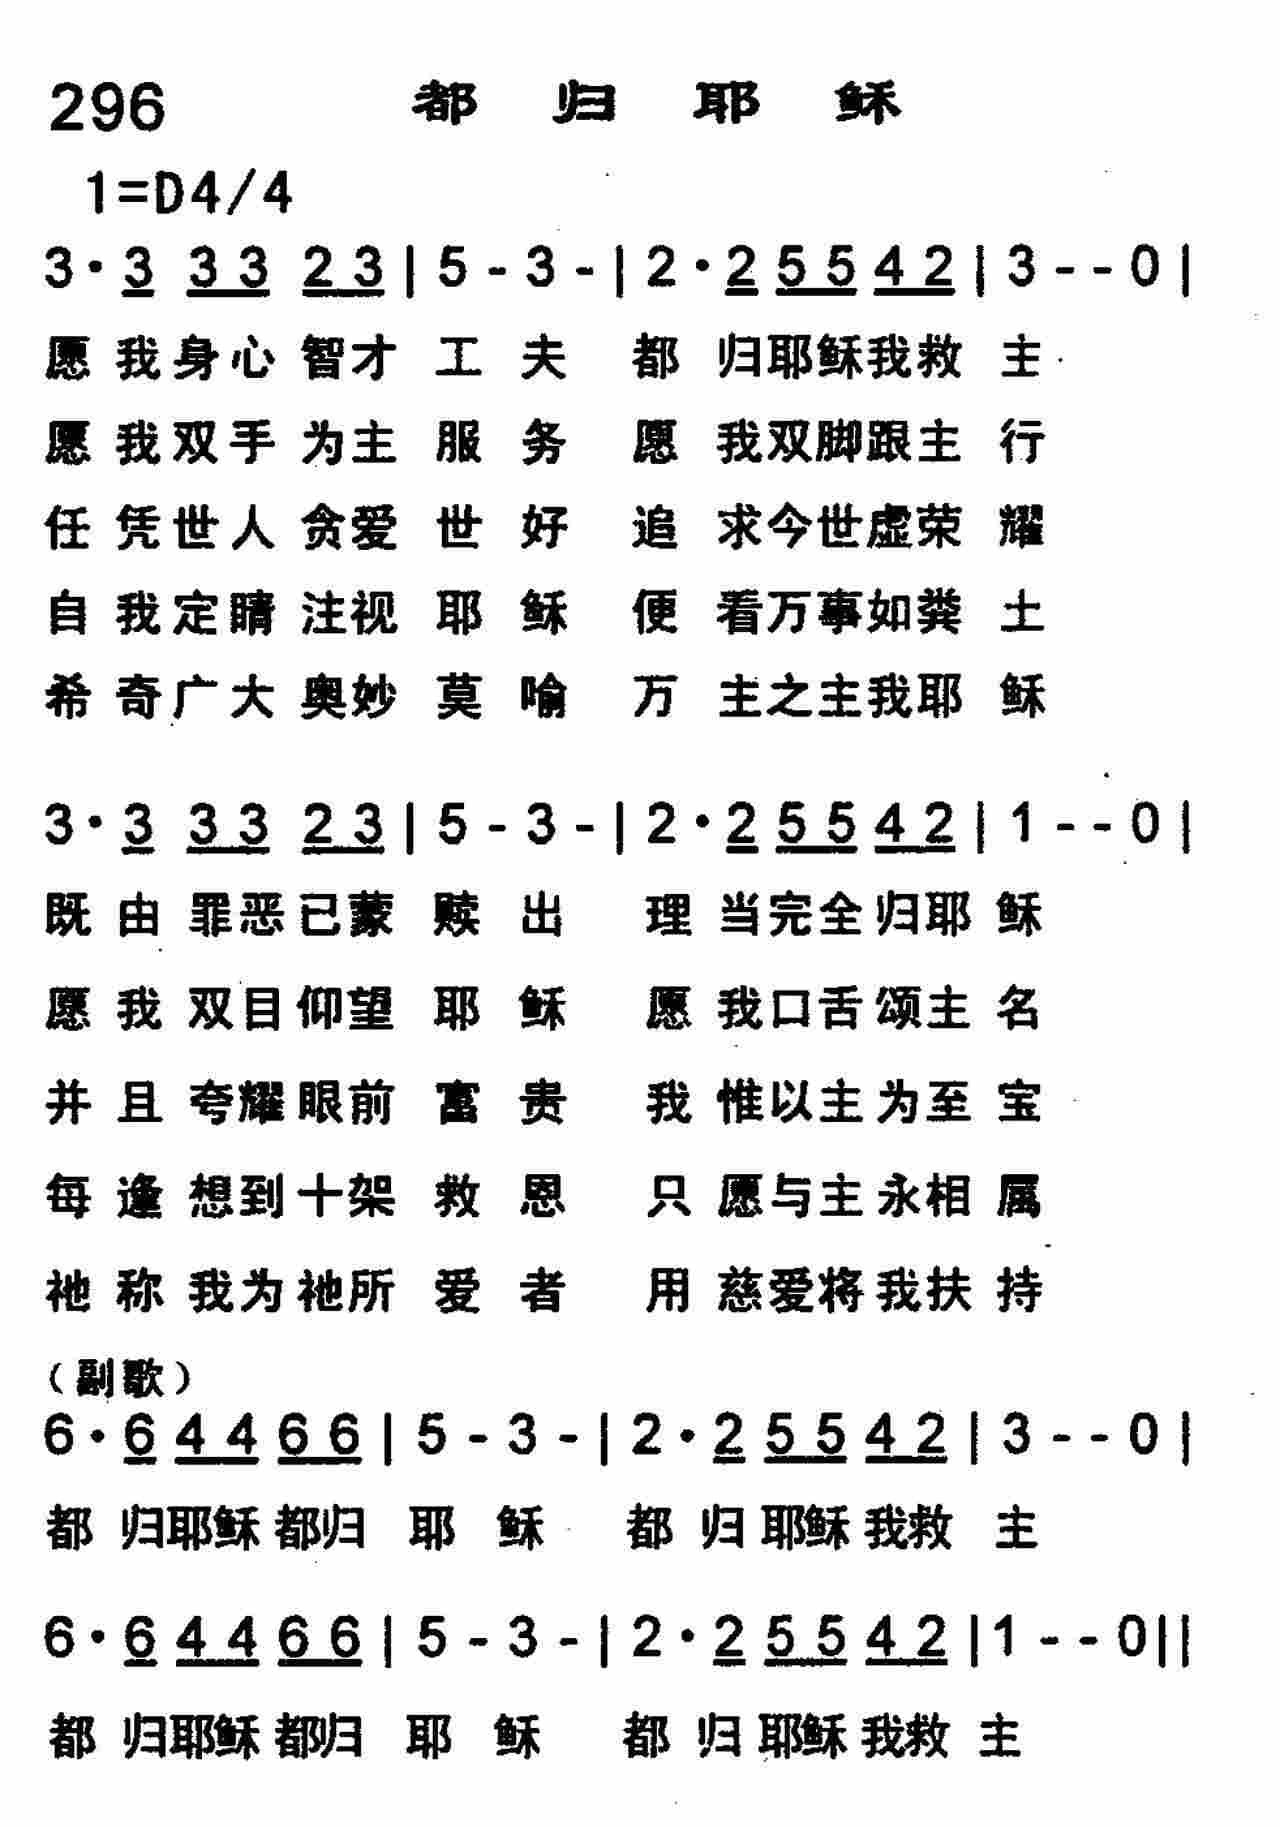 296 都归耶稣
1=D4/4
3·3 33 23|5-3-|2·2 55 42|3--0|
愿我身心智才工夫 都归耶稣我救主
愿我双手为主服务 愿我双脚跟主行
任凭世人贪爱世好 追求今世虚荣耀
自我定睛注视耶稣 便看万事如粪土
希奇广大奥妙莫喻 万主之主我耶稣
3·3 33 23|5-3-|2·2 55 42|1--0|
既由罪恶已蒙赎出 理当完全归耶稣
愿我双目仰望耶稣 愿我口舌颂主名
并且夸耀眼前富贵 我惟以主为至宝
每逢想到十架救恩 只愿与主永相属
祂称我为祂所爱者 用慈爱将我扶持
（副歌）
6·6 44 66|5-3-|2·2 55 42|3--0|
都归耶稣都归耶稣 都归耶稣我救主
6·6 44 66|5-3-|2·2 55 42|1--0||
都归耶稣都归耶稣 都归耶稣我救主